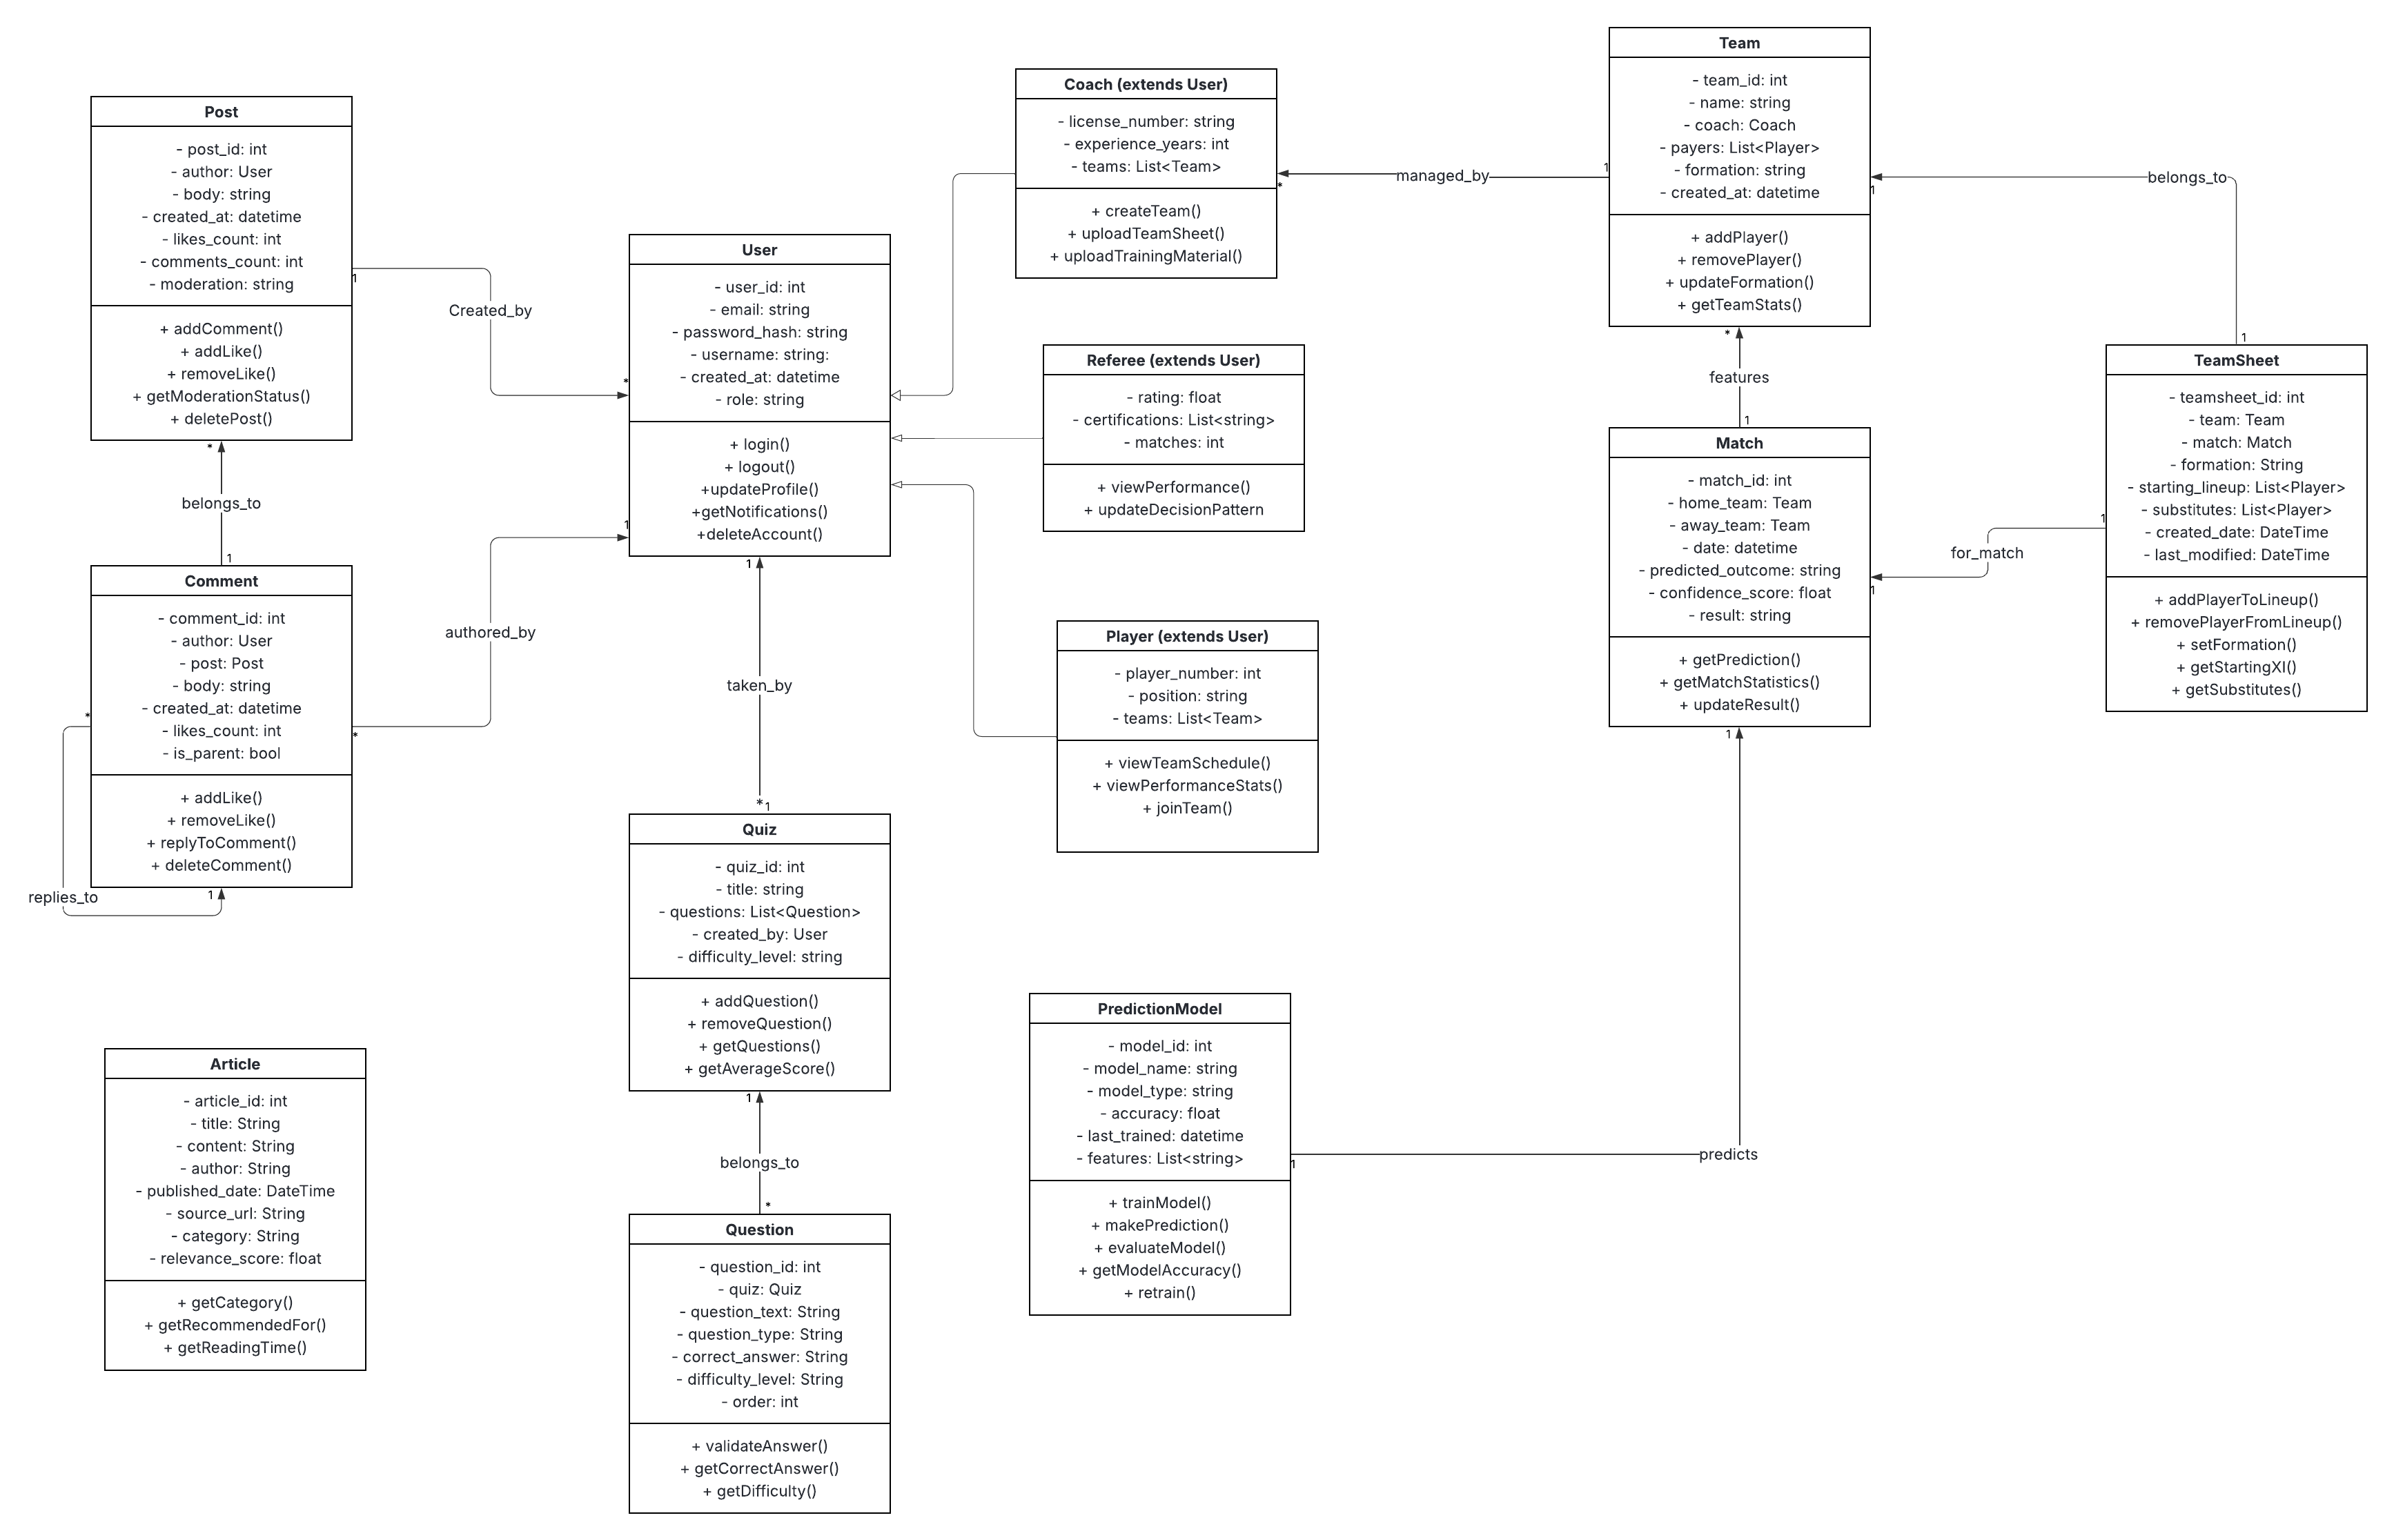 Post
- post_id: int
- author: User
- body: string
- created_at: datetime
- likes_count: int
- comments_count: int
- moderation: string
+ addComment()
+ addLike()
+ removeLike()
+ getModerationStatus()
+ deletePost()
1
Created_by
*
*
belongs_to
1
Comment
- comment_id: int
- author: User
- post: Post
- body: string
- created_at: datetime
- likes_count: int
- is_parent: bool
+ addLike()
+ removeLike()
+ replyToComment()
+ deleteComment()
*
replies_to
1
*
authored_by
1
Article
- article_id: int
- title: String
- content: String
- author: String
- published_date: DateTime
- source_url: String
- category: String
- relevance_score: float
+ getCategory()
+ getRecommendedFor()
+ getReadingTime()
User
- user_id: int
- email: string
- password_hash: string
- username: string:
- created_at: datetime
- role: string
+ login()
+ logout()
+updateProfile()
+getNotifications()
+deleteAccount()
1
taken_by
*
1
Quiz
- quiz_id: int
- title: string
- questions: List<Question>
- created_by: User
- difficulty_level: string
+ addQuestion()
+ removeQuestion()
+ getQuestions()
+ getAverageScore()
1
belongs_to
*
Question
- question_id: int
- quiz: Quiz
- question_text: String
- question_type: String
- correct_answer: String
- difficulty_level: String
- order: int
+ validateAnswer()
+ getCorrectAnswer()
+ getDifficulty()
Coach (extends User)
- license_number: string
- experience_years: int
- teams: List<Team>
+ createTeam()
+ uploadTeamSheet()
+ uploadTrainingMaterial()
*
managed_by
1
Referee (extends User)
- rating: float
- certifications: List<string>
- matches: int
+ viewPerformance()
+ updateDecisionPattern
Player (extends User)
- player_number: int
- position: string
- teams: List<Team>
+ viewTeamSchedule()
+ viewPerformanceStats()
+ joinTeam()
PredictionModel
- model_id: int
- model_name: string
- model_type: string
- accuracy: float
- last_trained: datetime
- features: List<string>
+ trainModel()
+ makePrediction()
+ evaluateModel()
+ getModelAccuracy()
+ retrain()
1
predicts
1
Team
- team_id: int
- name: string
- coach: Coach
- payers: List<Player>
- formation: string
- created_at: datetime
+ addPlayer()
+ removePlayer()
+ updateFormation()
+ getTeamStats()
1
belongs_to
1
*
features
1
Match
- match_id: int
- home_team: Team
- away_team: Team
- date: datetime
- predicted_outcome: string
- confidence_score: float
- result: string
+ getPrediction()
+ getMatchStatistics()
+ updateResult()
1
for_match
1
TeamSheet
- teamsheet_id: int
- team: Team
- match: Match
- formation: String
- starting_lineup: List<Player>
- substitutes: List<Player>
- created_date: DateTime
- last_modified: DateTime
+ addPlayerToLineup()
+ removePlayerFromLineup()
+ setFormation()
+ getStartingXI()
+ getSubstitutes()